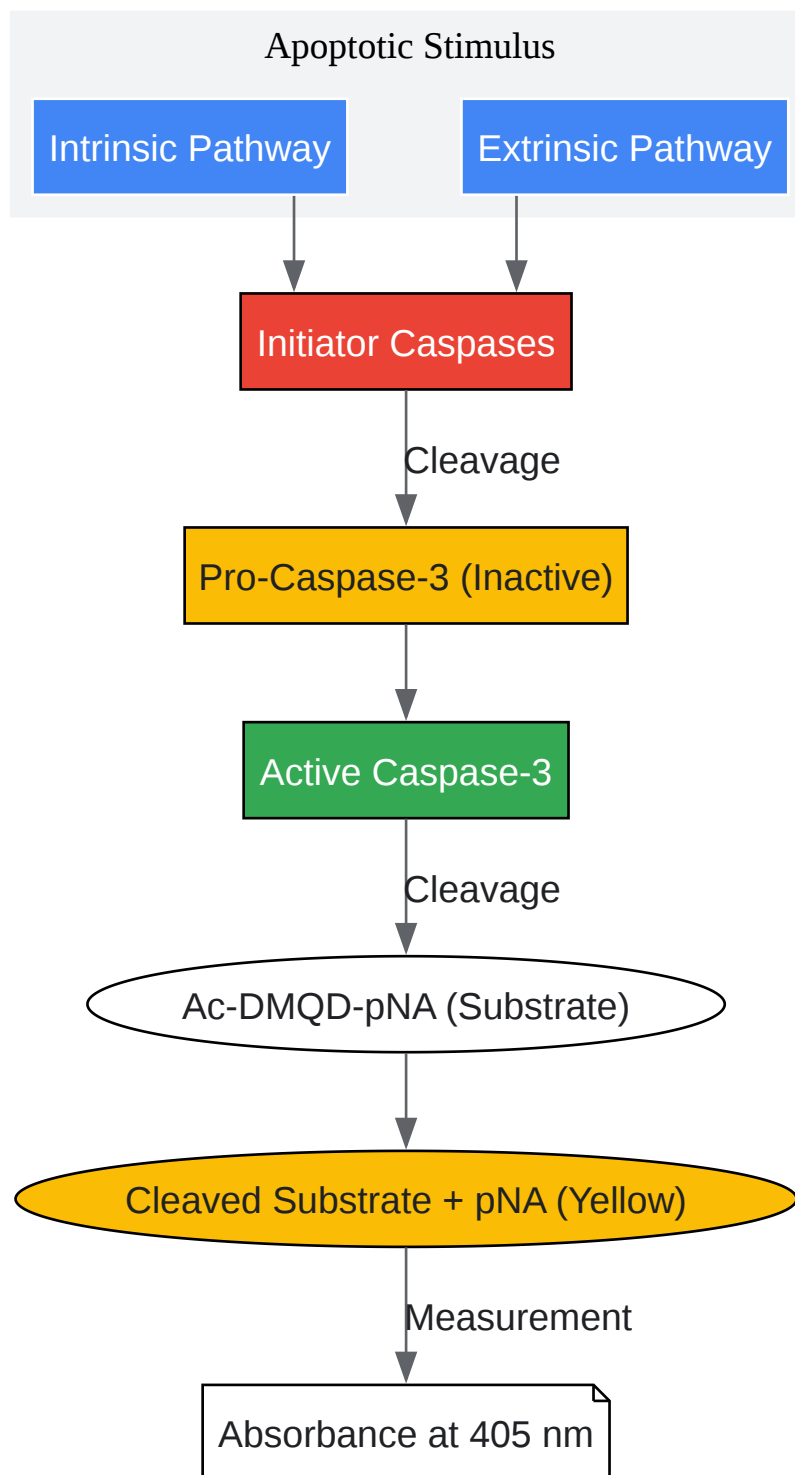 Apoptotic Stimulus
Intrinsic Pathway
Extrinsic Pathway
Initiator Caspases
Cleavage
Pro-Caspase-3 (Inactive)
Active Caspase-3
Cleavage
Ac-DMQD-pNA (Substrate)
Cleaved Substrate + pNA (Yellow)
Measurement
Absorbance at 405 nm